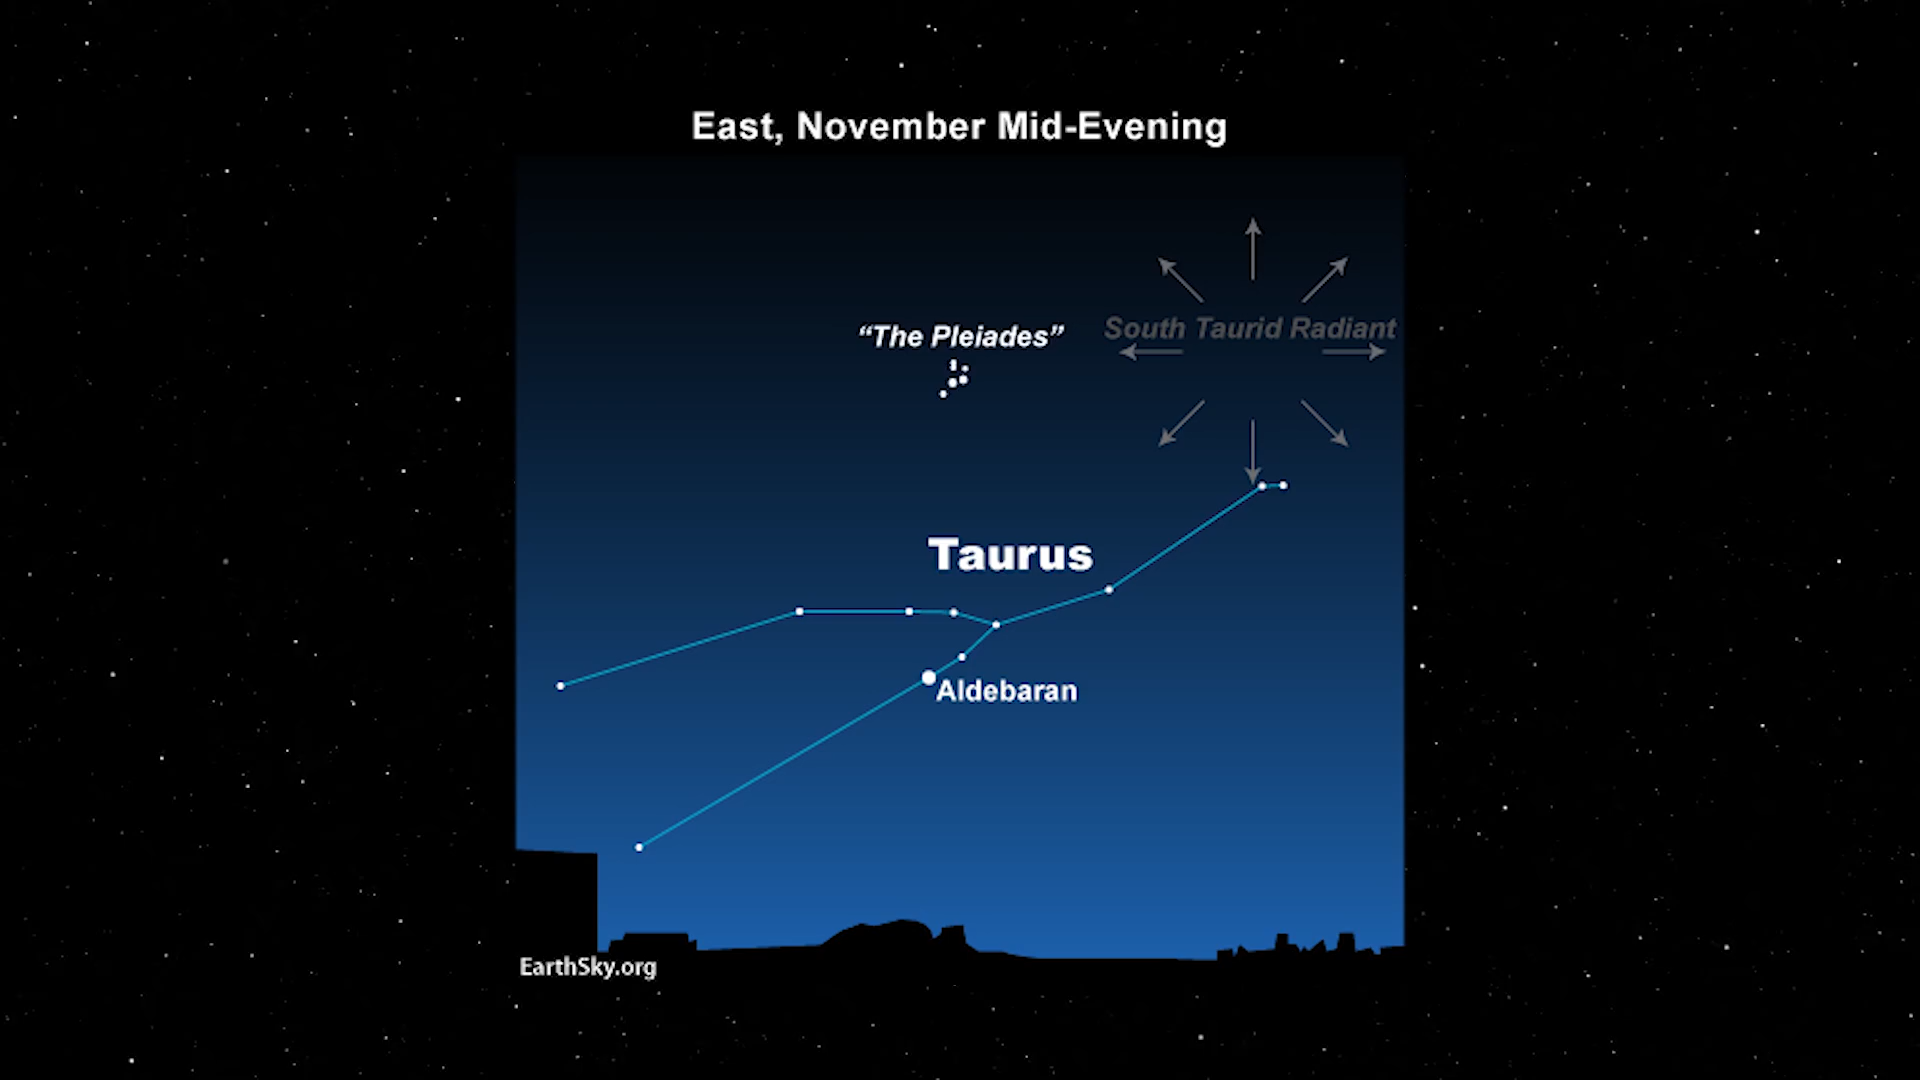 East, November Mid-Evening
South Taurid Radiant
“The Pleiades”
Taurus
Aldebaran
EarthSky.org